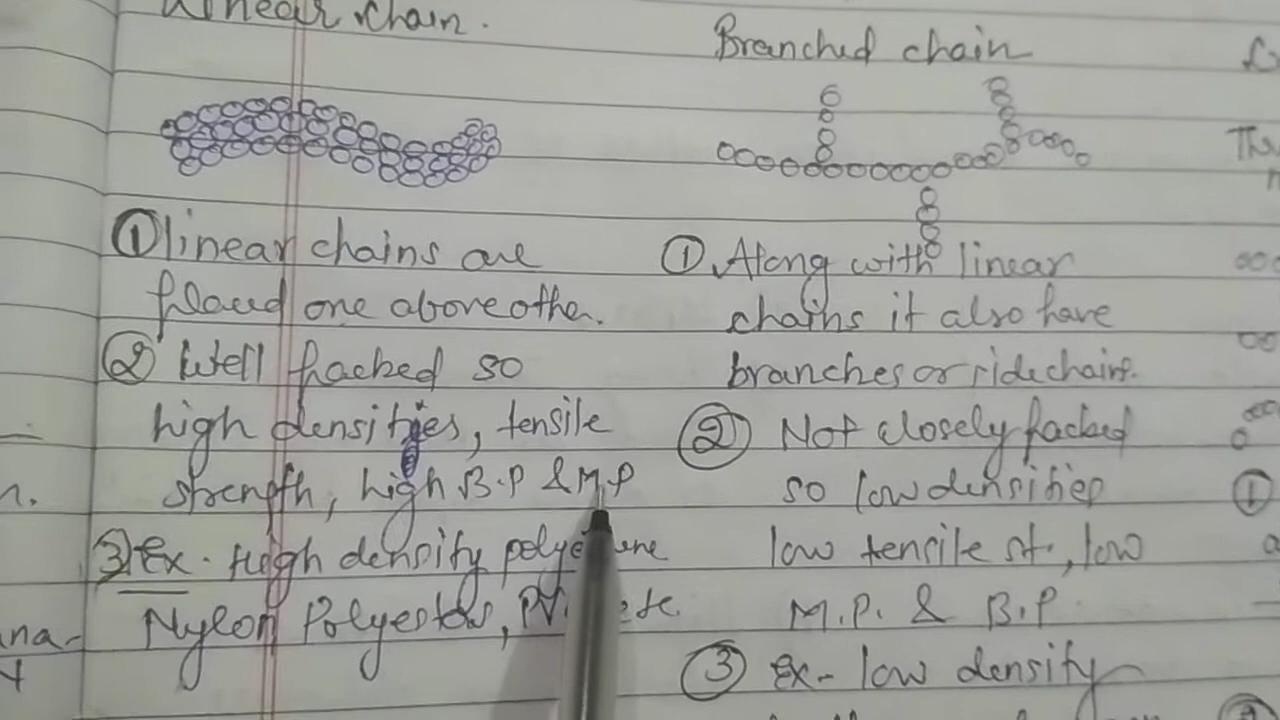 Linear chain.
① linear chains are
placed one above other.
② Well packed so
high densities, tensile
strength, high B.P & M.P
③ Ex. High density
Nylon Polyester, etc.
Branched chain
① Along with linear
chains it also have
branches or side chains.
② Not closely packed
so low densities
low tensile st., low
M.P. & B.P.
③ Ex- low density